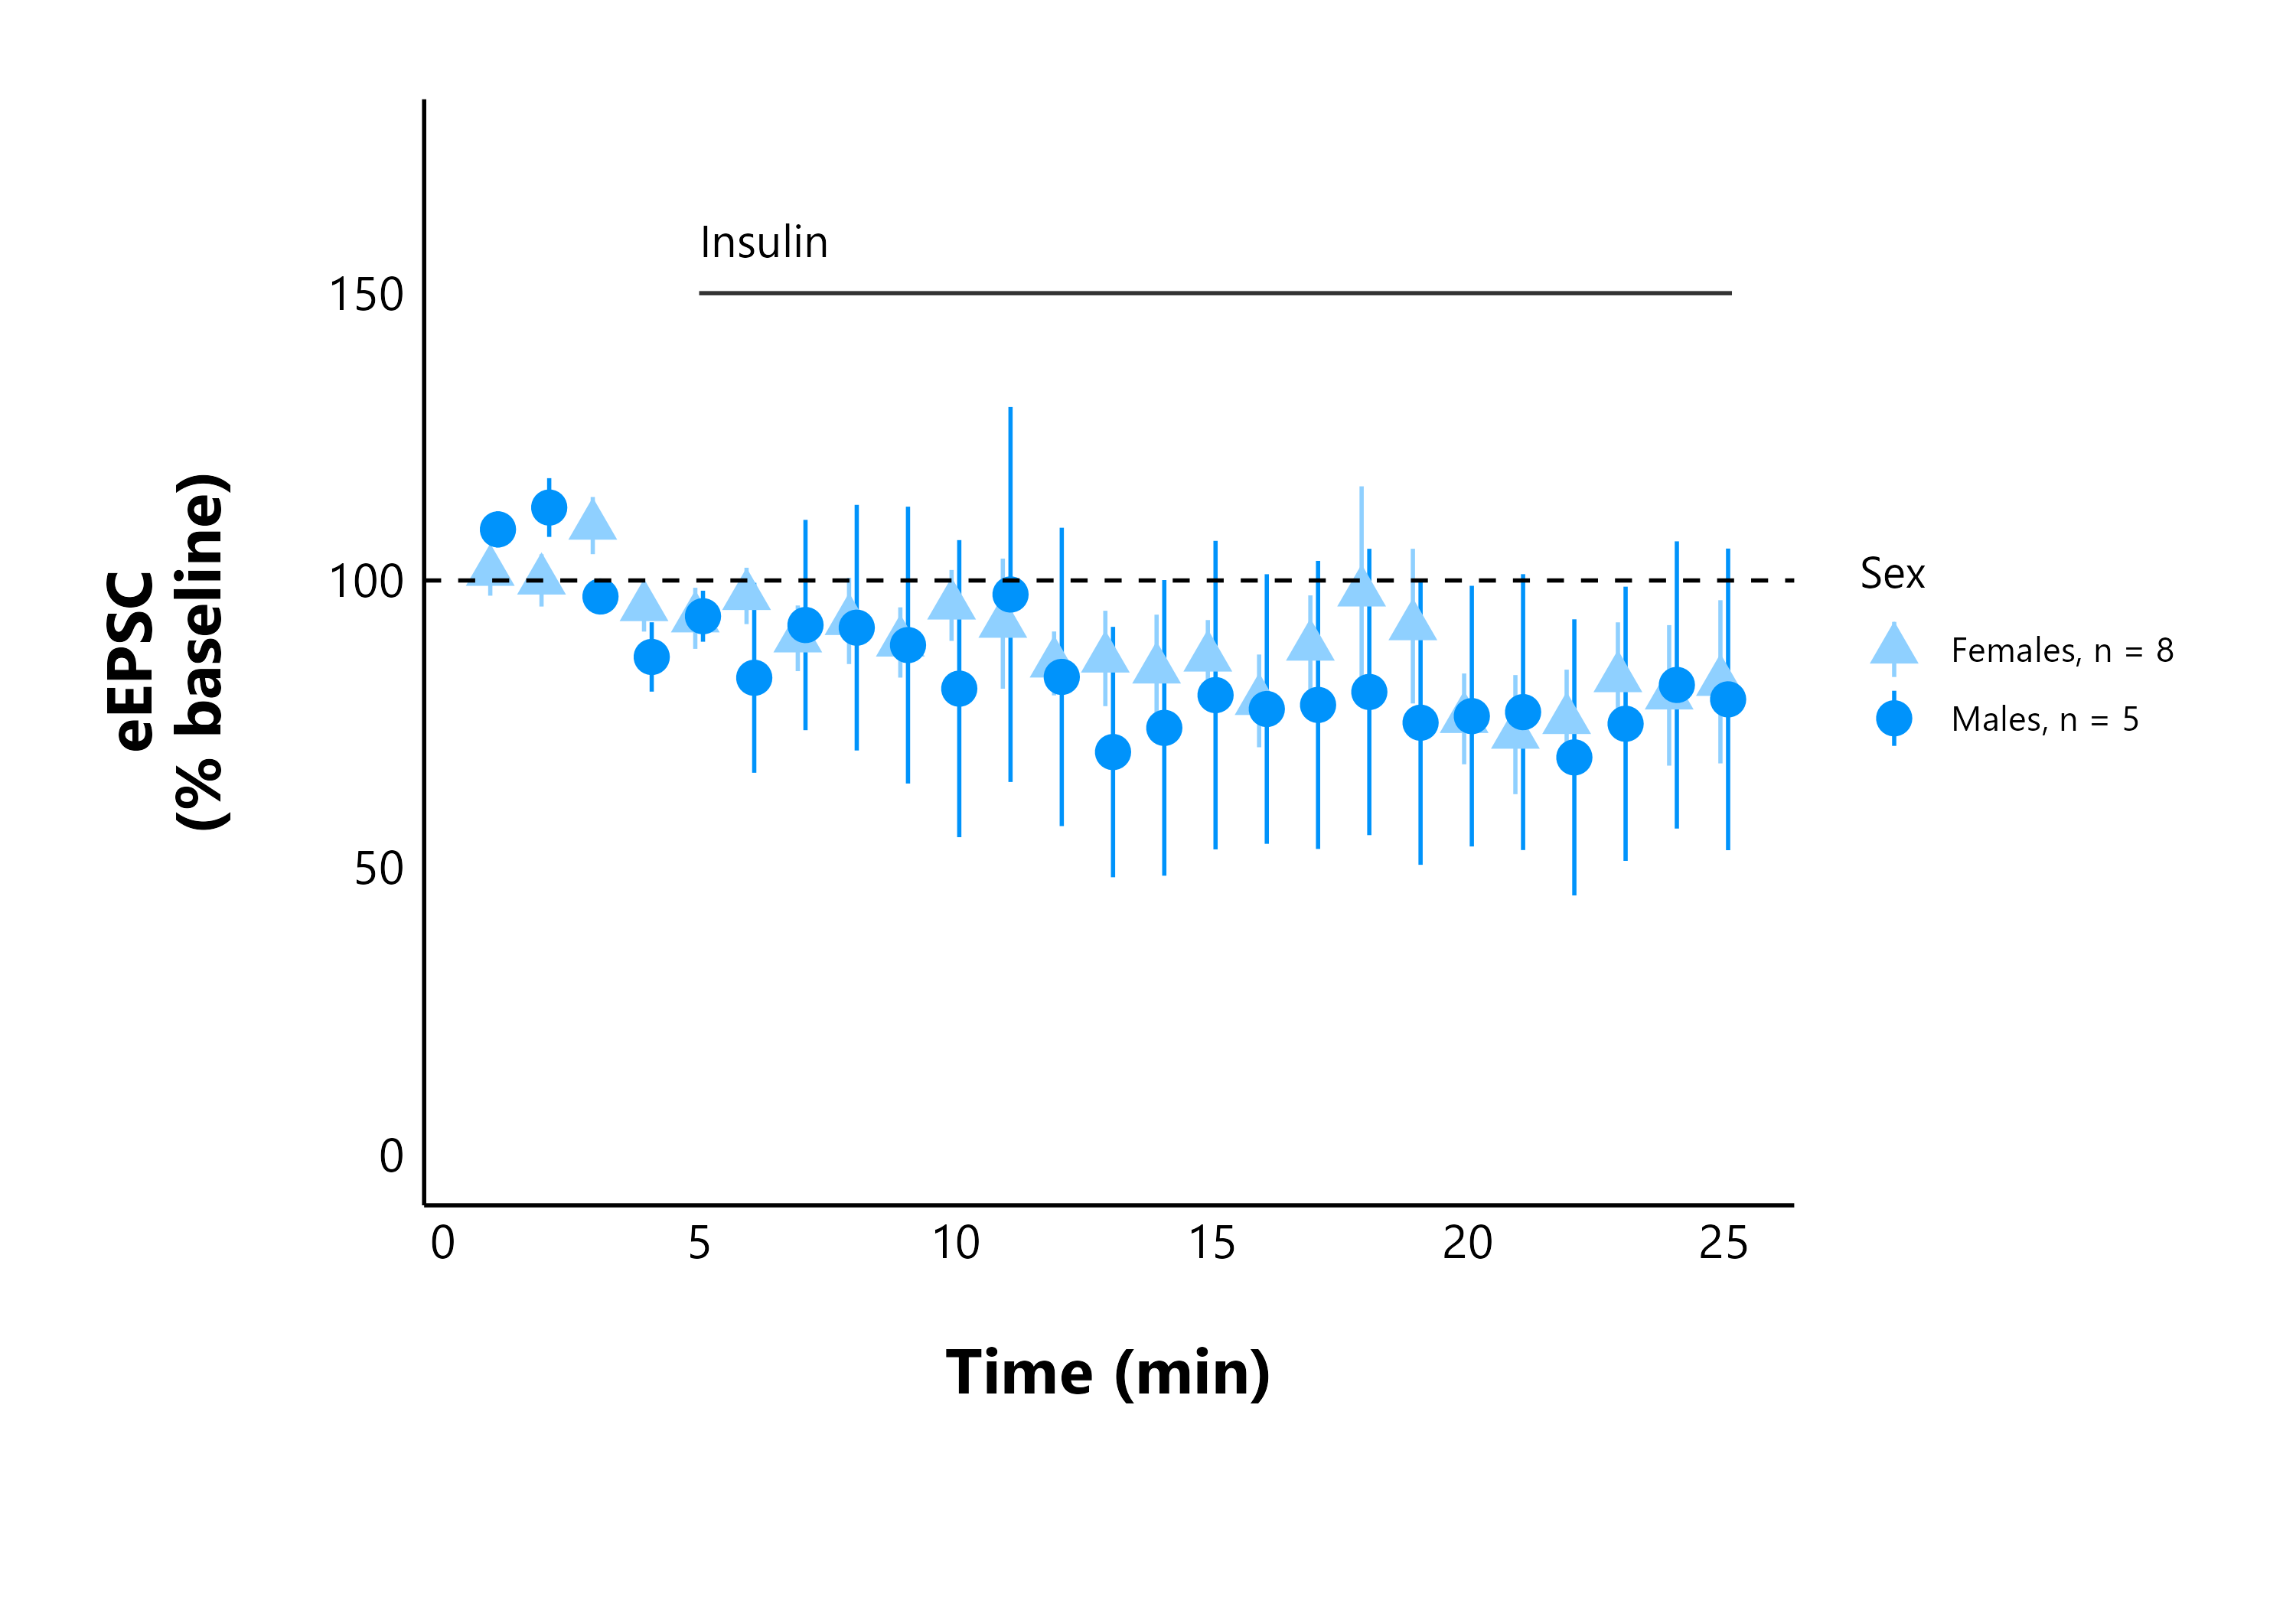 Insulin
150
100
50
0
eEPSC
(% baseline)
0 5 10 15 20 25
Time (min)
Sex
Females, n = 8
Males, n = 5